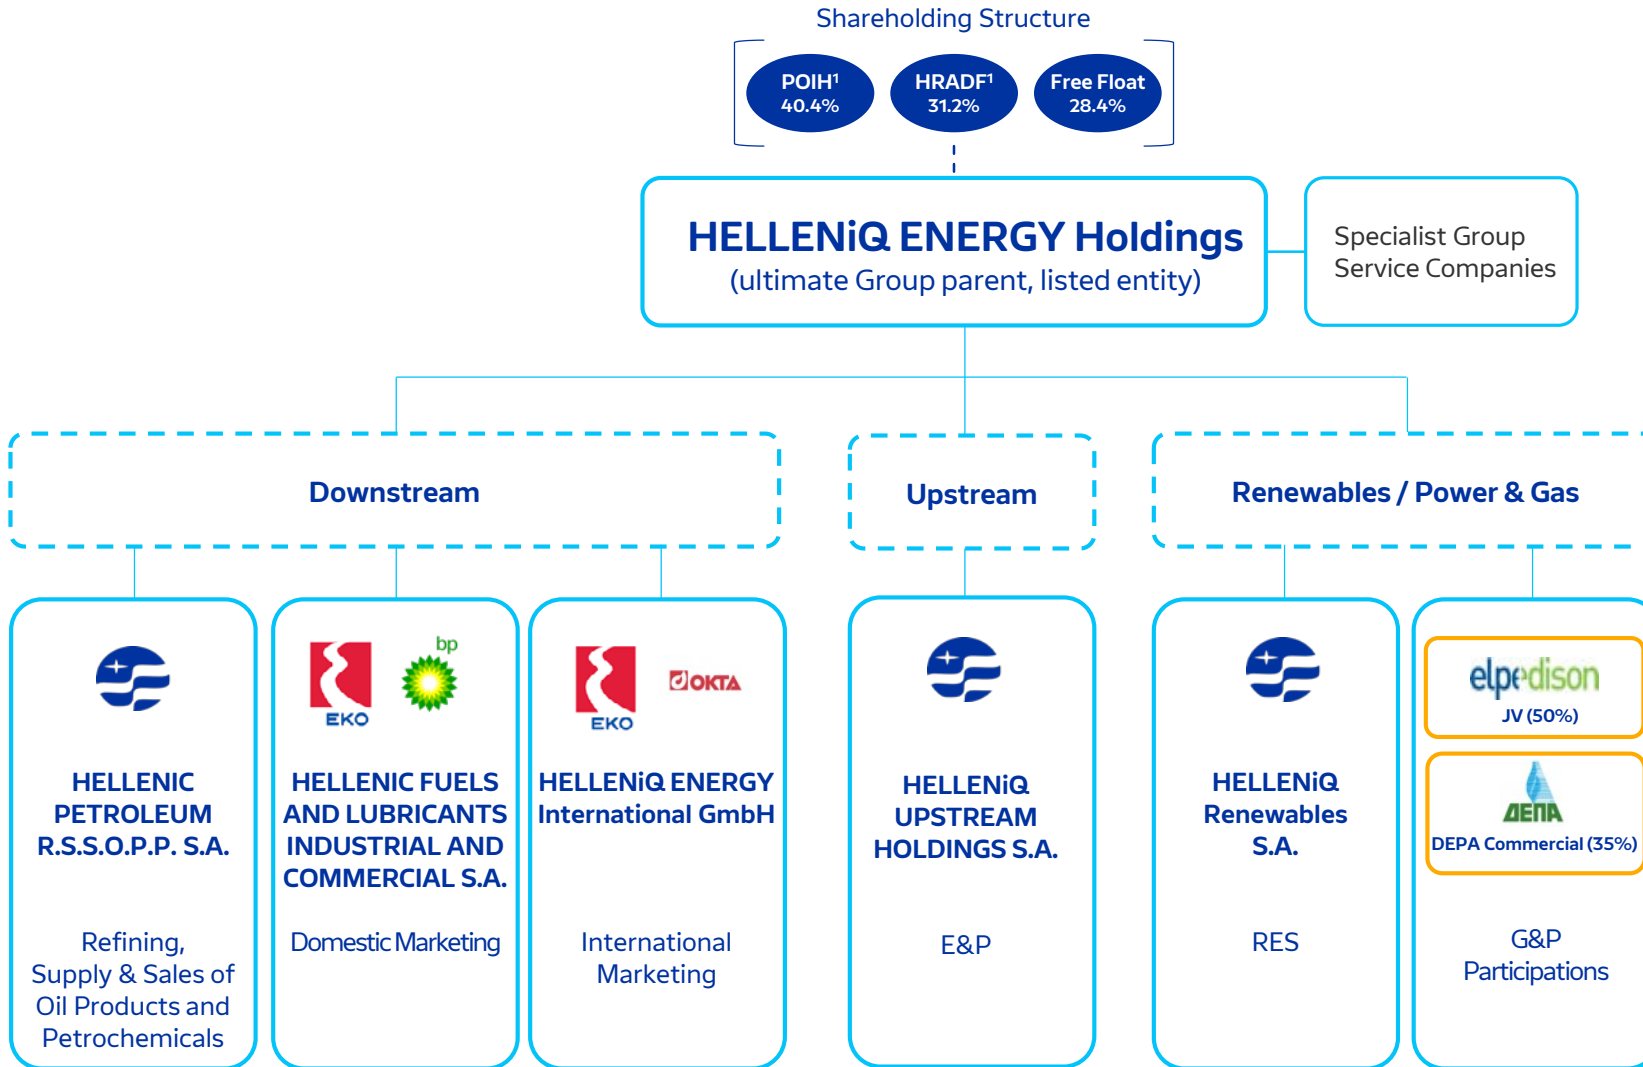 Shareholding Structure
POIH¹
40.4%
HRADF¹
31.2%
Free Float
28.4%
HELLENiQ ENERGY Holdings
(ultimate Group parent, listed entity)
Specialist Group
Service Companies
Downstream
Upstream
Renewables / Power & Gas
EKO
bp
HELLENIC
PETROLEUM
R.S.S.O.P.P. S.A.
Refining,
Supply & Sales of
Oil Products and
Petrochemicals
HELLENIC FUELS
AND LUBRICANTS
INDUSTRIAL AND
COMMERCIAL S.A.
Domestic Marketing
EKO
OKTA
HELLENiQ ENERGY
International GmbH
International
Marketing
HELLENiQ
UPSTREAM
HOLDINGS S.A.
E&P
HELLENiQ
Renewables
S.A.
RES
elpedison
JV (50%)
ΔΕΠΑ
DEPA Commercial (35%)
G&P
Participations